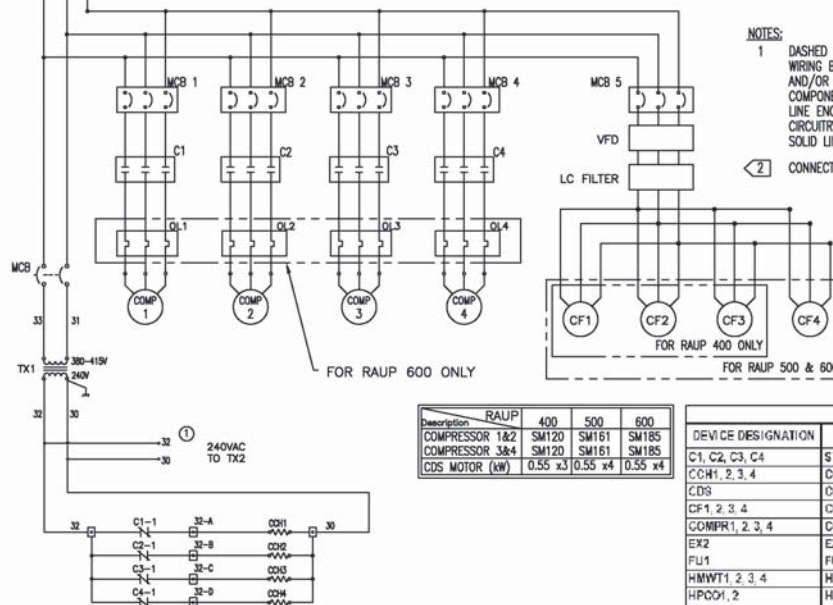 NOTES:
1 DASHED
WIRING
AND/OR
LINE
SOLID
2
MCB 1
MCB 2
MCB 3
MCB 4
MCB 5
VFD
LC FILTER
C1
C2
C3
C4
OL1
OL2
OL3
OL4
MCB
COMP 1
COMP 2
COMP 3
COMP 4
CF1
CF2
CF3
CF4
FOR RAUP 400 ONLY
FOR RAUP 500 &
FOR RAUP 600 ONLY
33
31
TX1
380-415V
240V
32
30
1
32
30
240VAC
TO TX2
Description RAUP 400 500 600
COMPRESSOR 1&2 SM120 SM161 SM185
COMPRESSOR 3&4 SM120 SM161 SM185
CDS MOTOR (kW) 0.55 x3 0.55 x4 0.55 x4
DEVICE DESIGNATION
C1, C2, C3, C4
CCH1, 2, 3, 4
CDS
CF1, 2, 3, 4
COMPR1, 2, 3, 4
EX2
FU1
HMWT1, 2, 3, 4
HPCO1, 2
32 C1-1 32-A CCH1 30
C2-1 32-B CCH2
C3-1 32-C CCH3
C4-1 32-D CCH4